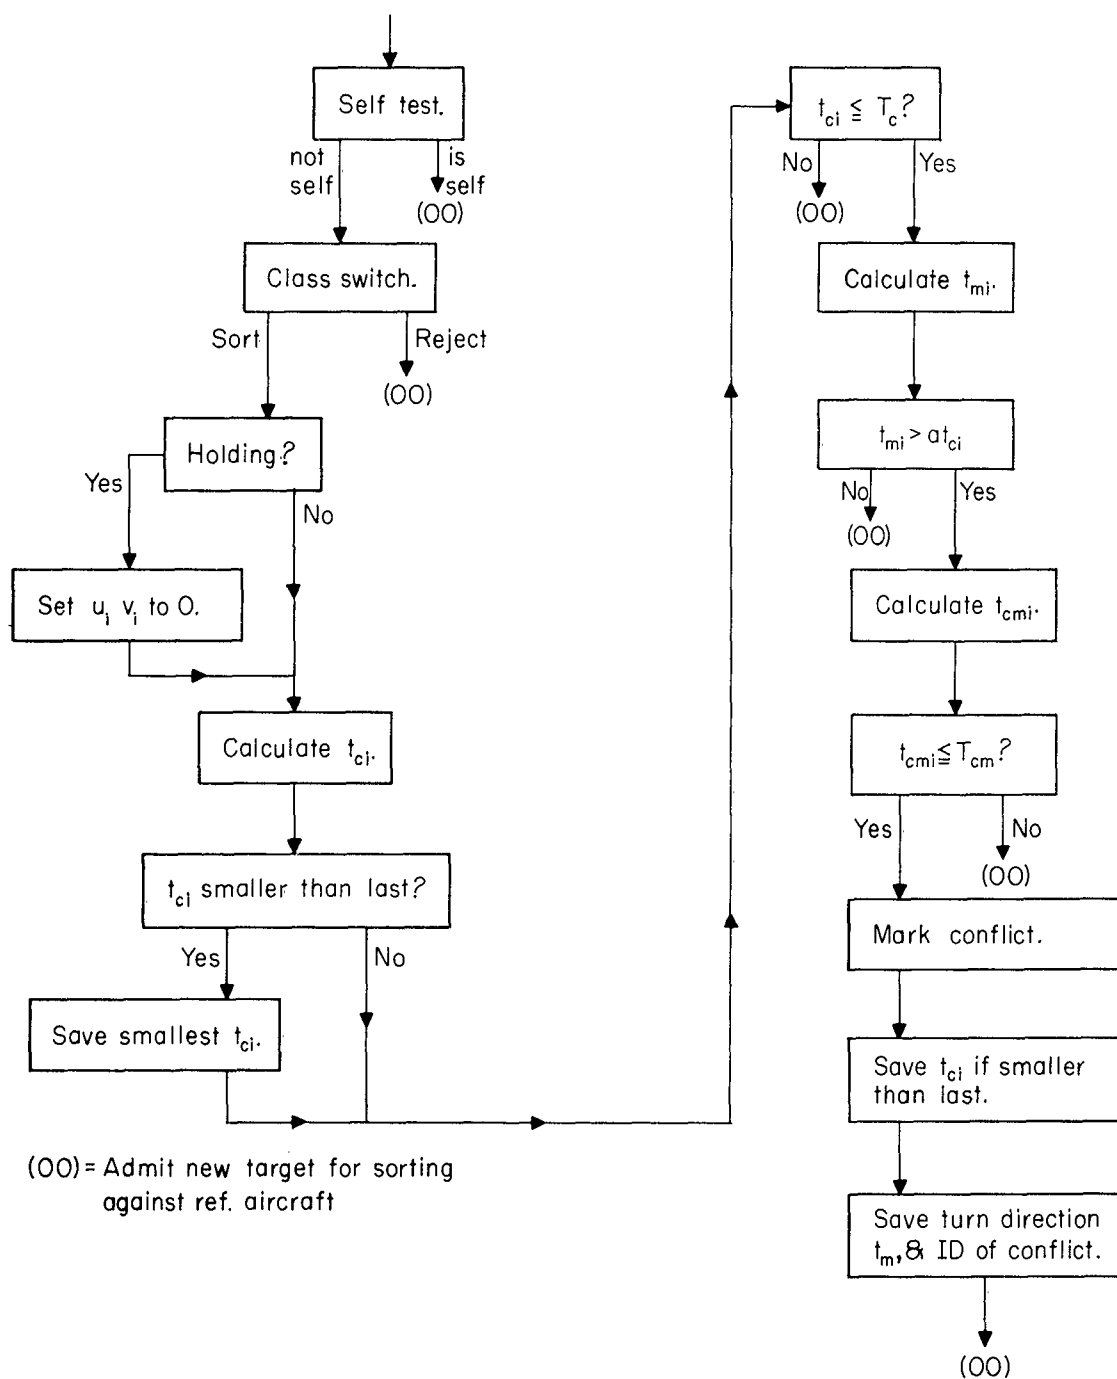 Self test.
not
self
is
self
(OO)
Class switch.
Sort
Reject
(OO)
Holding?
Yes
No
Set u_i v_i to O.
Calculate t_ci.
t_ci smaller than last?
Yes
No
Save smallest t_ci.
(OO) = Admit new target for sorting
against ref. aircraft
t_ci ≦ T_c?
No
Yes
(OO)
Calculate t_mi.
t_mi > at_ci
No
Yes
(OO)
Calculate t_cmi.
t_cmi ≦ T_cm?
Yes
No
(OO)
Mark conflict.
Save t_ci if smaller
than last.
Save turn direction
t_m, & ID of conflict.
(OO)